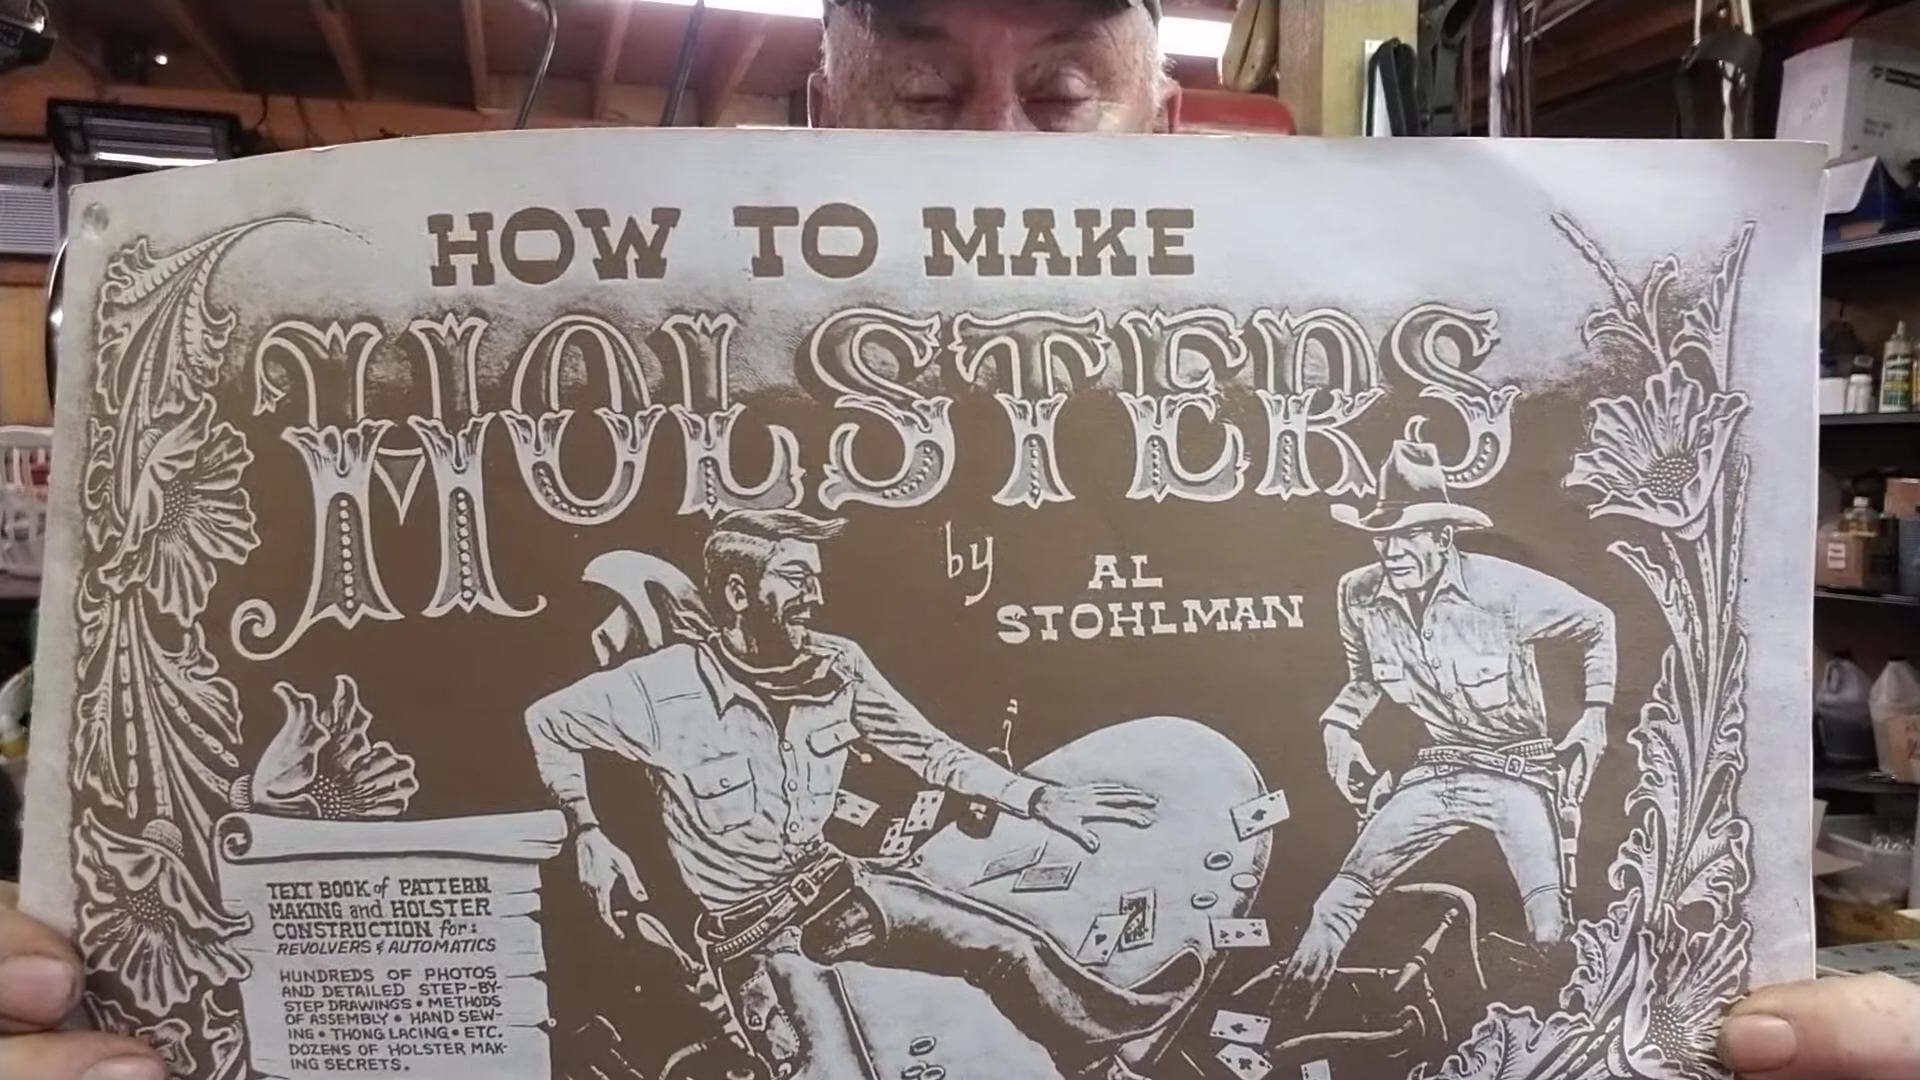 HOW TO MAKE
HOLSTERS
by
AL
STOHLMAN
TEXT BOOK of PATTERN
MAKING and HOLSTER
CONSTRUCTION for:
REVOLVERS & AUTOMATICS
HUNDREDS OF PHOTOS
AND DETAILED STEP-BY-
STEP DRAWINGS • METHODS
OF ASSEMBLY • HAND SEW-
ING • THONG LACING • ETC.
DOZENS OF HOLSTER MAK-
ING SECRETS.